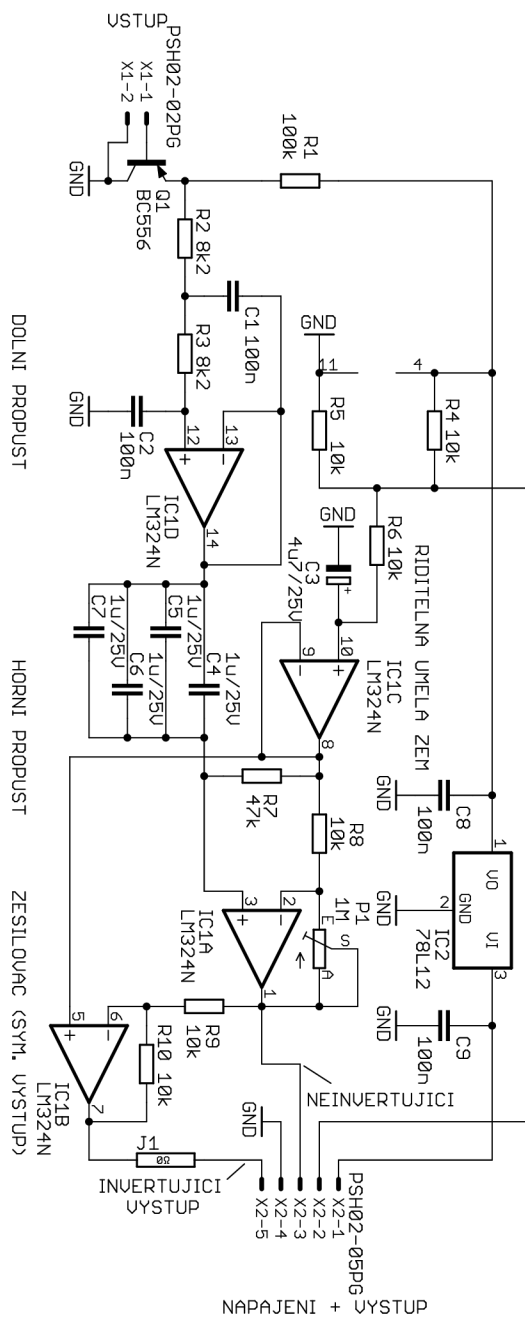 VSTUP
PSH02-02PG
X1-1
X1-2
GND
Q1
BC556
R1
100k
R2
8k2
R3
8k2
C1
100n
C2
100n
GND
DOLNI PROPUST
12
13
14
+
-
IC1D
LM324N
GND
11
4
R5
10k
R4
10k
R6
10k
GND
C3
4u7/25V
+
RIDITELNA UMELA ZEM
9
10
8
-
+
IC1C
LM324N
C7
1u/25V
C6
1u/25V
C5
1u/25V
C4
1u/25V
HORNI PROPUST
R7
47k
R8
10k
P1
1M
E
S
A
3
2
1
+
-
IC1A
LM324N
C8
100n
GND
1
VO
GND
VI
2
3
IC2
78L12
GND
C9
100n
GND
ZESILOVAC (SYM. VYSTUP)
R9
10k
R10
10k
5
6
7
+
-
IC1B
LM324N
J1
0Ω
NEINVERTUJICI
INVERTUJICI
VYSTUP
GND
PSH02-05PG
X2-1
X2-2
X2-3
X2-4
X2-5
NAPAJENI + VYSTUP